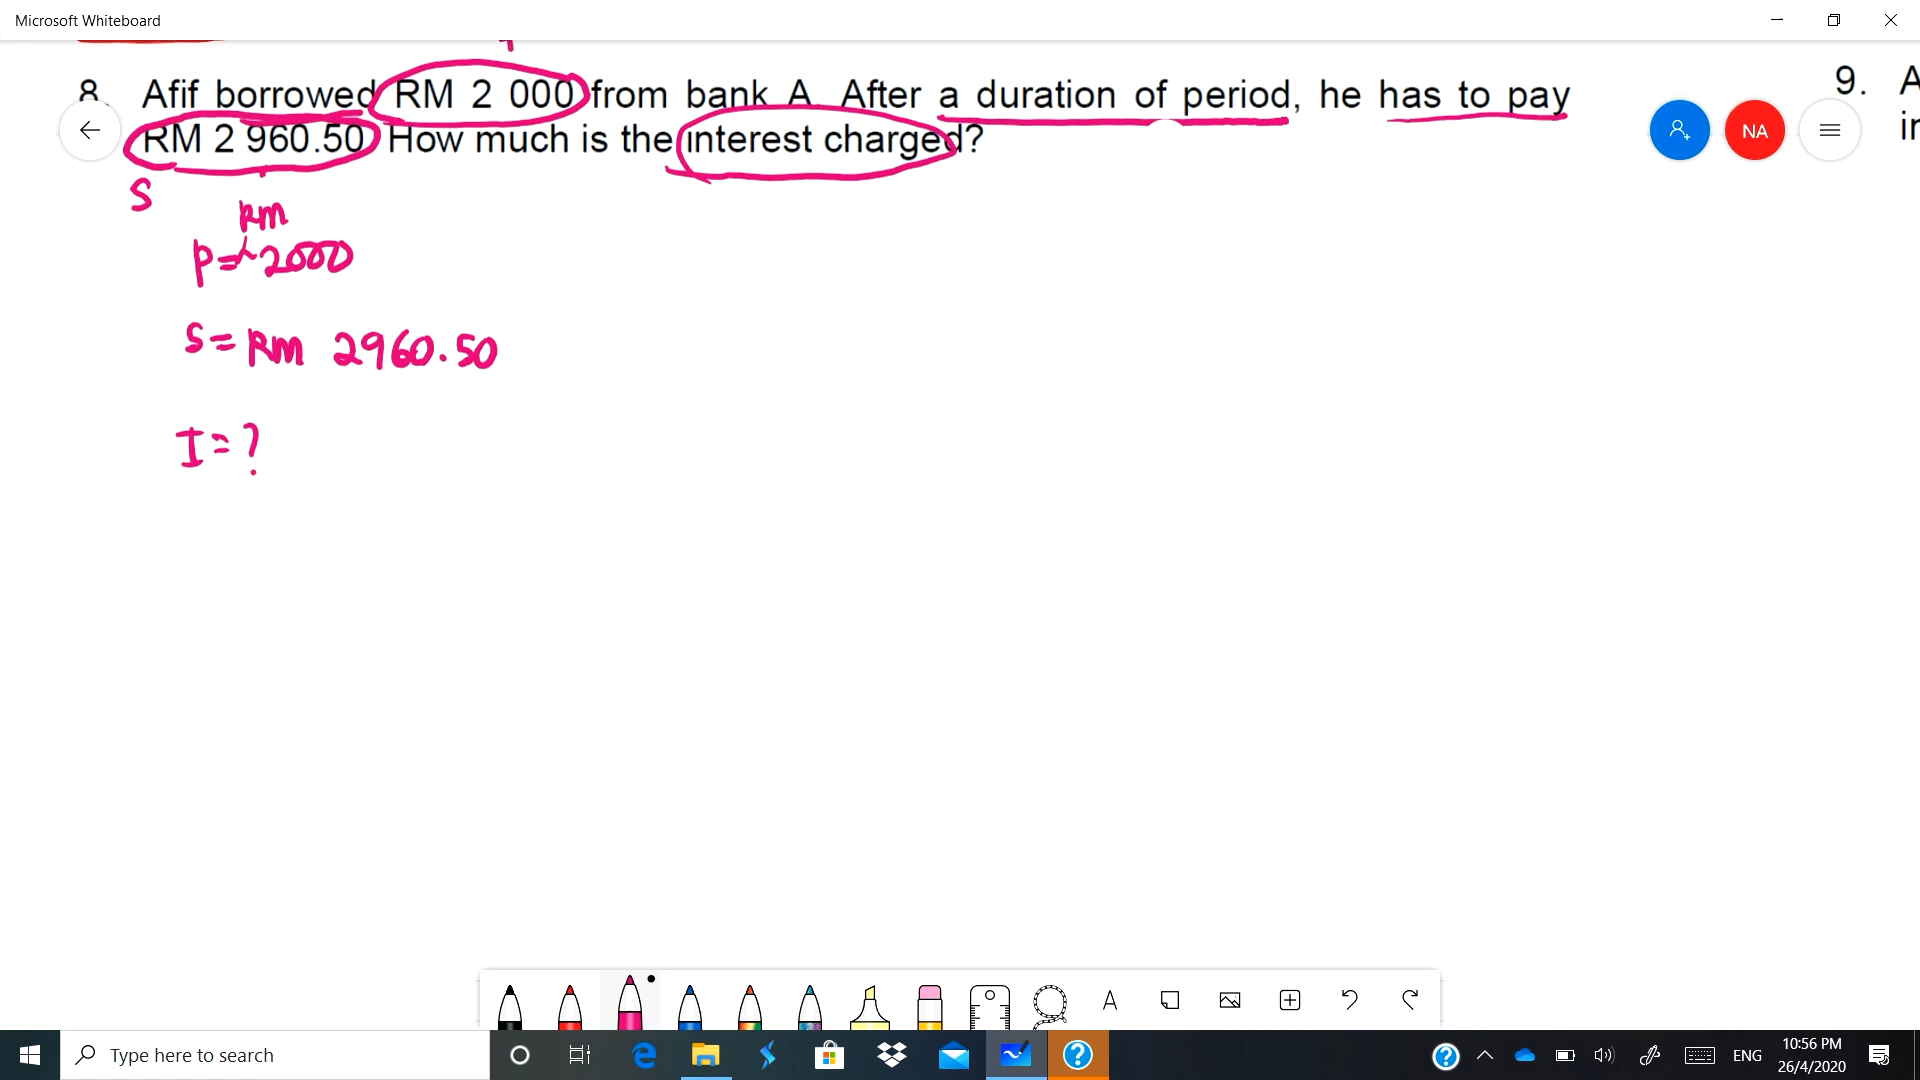 Microsoft Whiteboard
8. Afif borrowed RM 2 000 from bank A. After a duration of period, he has to pay
RM 2 960.50 How much is the interest charged?
9. A
in
NA
S
RM
P = 2000
S = RM 2960.50
I = ?
A
Type here to search
ENG
10:56 PM
26/4/2020